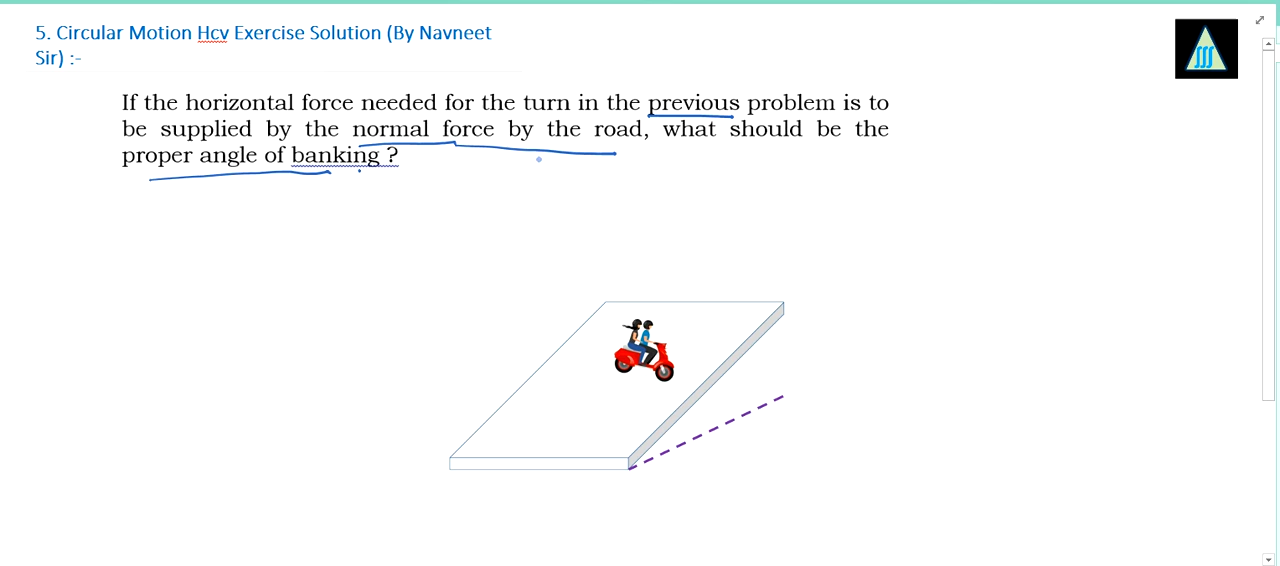 5. Circular Motion Hcv Exercise Solution (By Navneet
Sir) :-
If the horizontal force needed for the turn in the previous problem is to
be supplied by the normal force by the road, what should be the
proper angle of banking ?